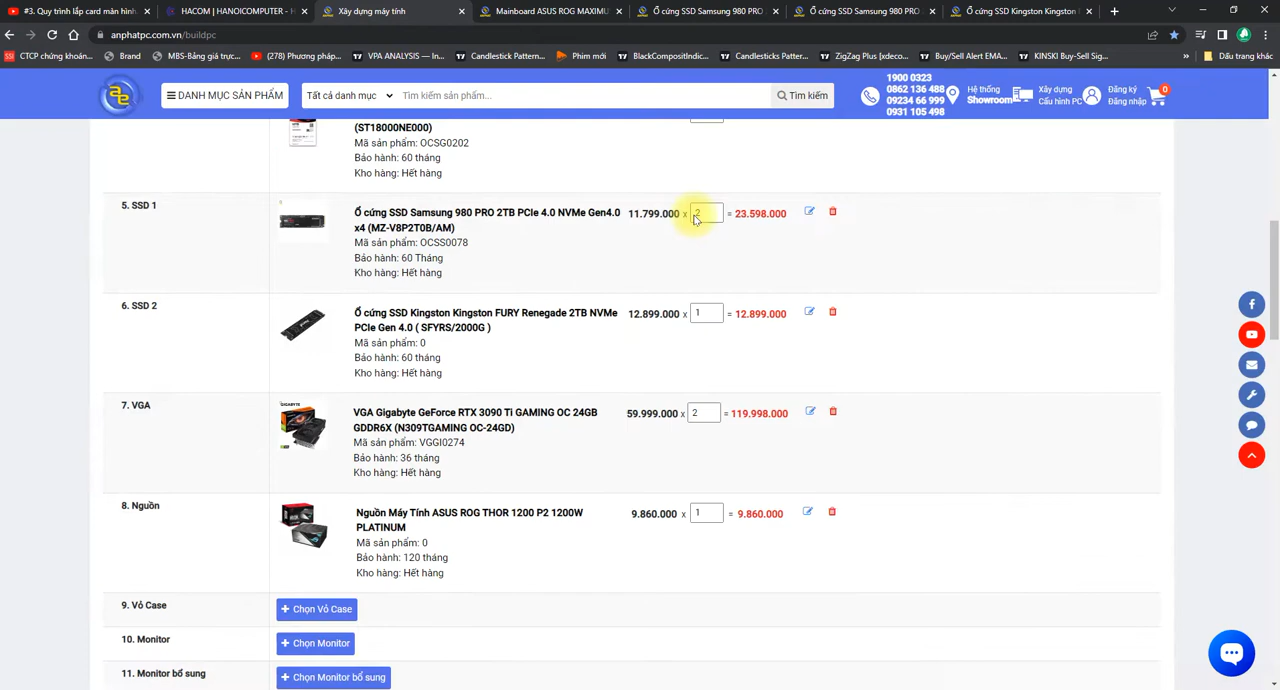 #3. Quy trình lắp card màn hình
HACOM | HANOICOMPUTER - H
Xây dựng máy tính
Mainboard ASUS ROG MAXIMU
Ổ cứng SSD Samsung 980 PRO
Ổ cứng SSD Samsung 980 PRO
Ổ cứng SSD Kingston Kingston
anphatpc.com.vn/buildpc
CTCP chứng khoán...
Brand
MBS-Bảng giá trực...
(278) Phương pháp...
VPA ANALYSIS — In...
Candlestick Pattern...
Phim mới
BlackCompositIndic...
Candlesticks Patter...
ZigZag Plus [xdeco...
Buy/Sell Alert EMA...
KINSKI Buy-Sell Sig...
»
Dấu trang khác
DANH MỤC SẢN PHẨM
Tất cả danh mục
Tìm kiếm sản phẩm...
Tìm kiếm
1900 0323
0862 136 488
09234 66 999
0931 105 498
Hệ thống
Showroom
Xây dựng
Cấu hình PC
Đăng ký
Đăng nhập
0
(ST18000NE000)
Mã sản phẩm: OCSG0202
Bảo hành: 60 tháng
Kho hàng: Hết hàng
5. SSD 1
Ổ cứng SSD Samsung 980 PRO 2TB PCIe 4.0 NVMe Gen4.0
x4 (MZ-V8P2T0B/AM)
11.799.000 x 2 = 23.598.000
Mã sản phẩm: OCSS0078
Bảo hành: 60 Tháng
Kho hàng: Hết hàng
6. SSD 2
Ổ cứng SSD Kingston Kingston FURY Renegade 2TB NVMe
PCIe Gen 4.0 ( SFYRS/2000G )
12.899.000 x 1 = 12.899.000
Mã sản phẩm: 0
Bảo hành: 60 tháng
Kho hàng: Hết hàng
7. VGA
GIGABYTE
VGA Gigabyte GeForce RTX 3090 Ti GAMING OC 24GB
GDDR6X (N309TGAMING OC-24GD)
59.999.000 x 2 = 119.998.000
Mã sản phẩm: VGGI0274
Bảo hành: 36 tháng
Kho hàng: Hết hàng
8. Nguồn
Nguồn Máy Tính ASUS ROG THOR 1200 P2 1200W
PLATINUM
9.860.000 x 1 = 9.860.000
Mã sản phẩm: 0
Bảo hành: 120 tháng
Kho hàng: Hết hàng
9. Vỏ Case
Chọn Vỏ Case
10. Monitor
Chọn Monitor
11. Monitor bổ sung
Chọn Monitor bổ sung